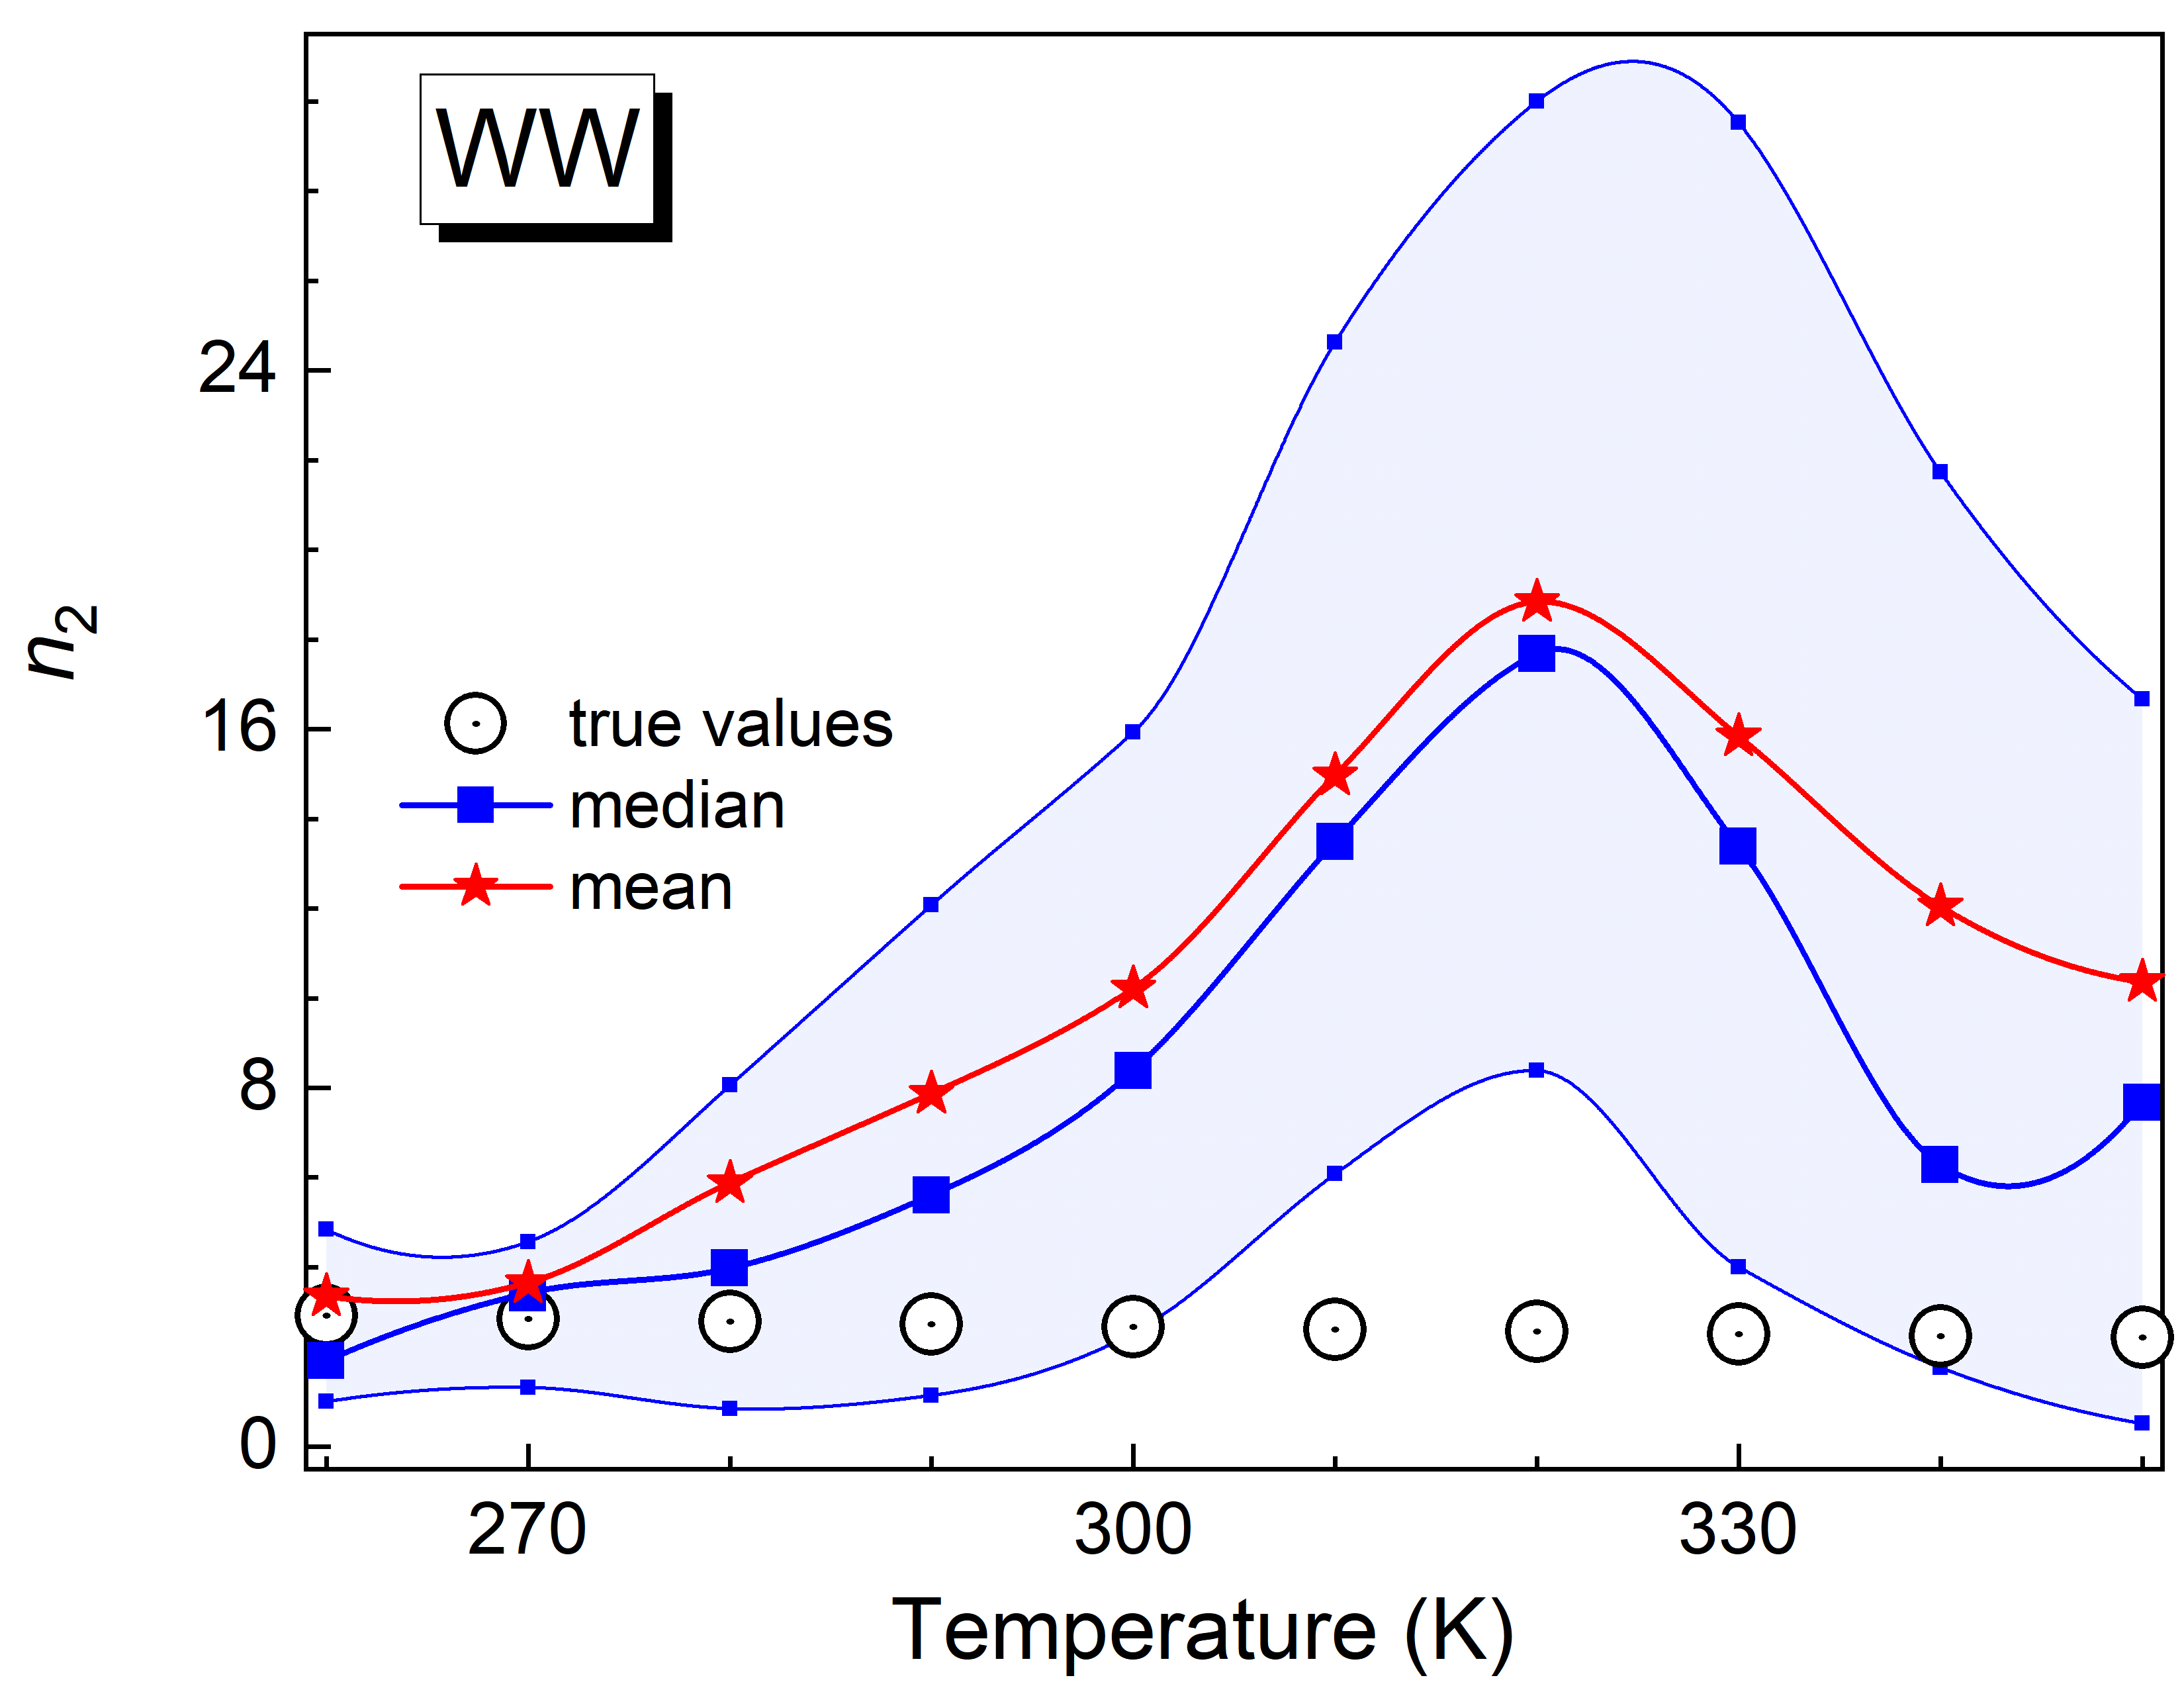 WW
24
16
8
0
n2
true values
median
mean
270 300 330
Temperature (K)